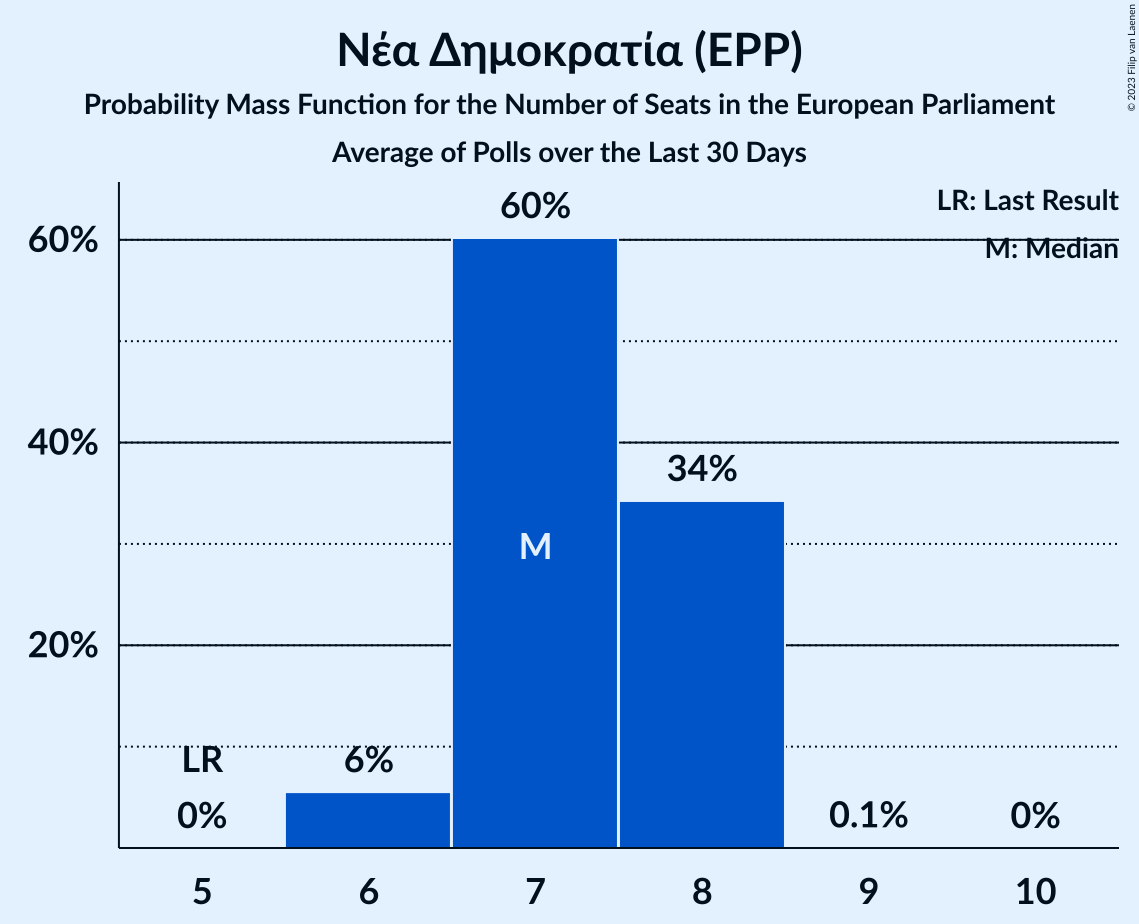 Νέα Δημοκρατία (EPP)
Probability Mass Function for the Number of Seats in the European Parliament
Average of Polls over the Last 30 Days
© 2023 Filip van Laenen
LR: Last Result
M: Median
60%
60%
40%
34%
M
20%
LR
6%
0%
0.1%
0%
5
6
7
8
9
10